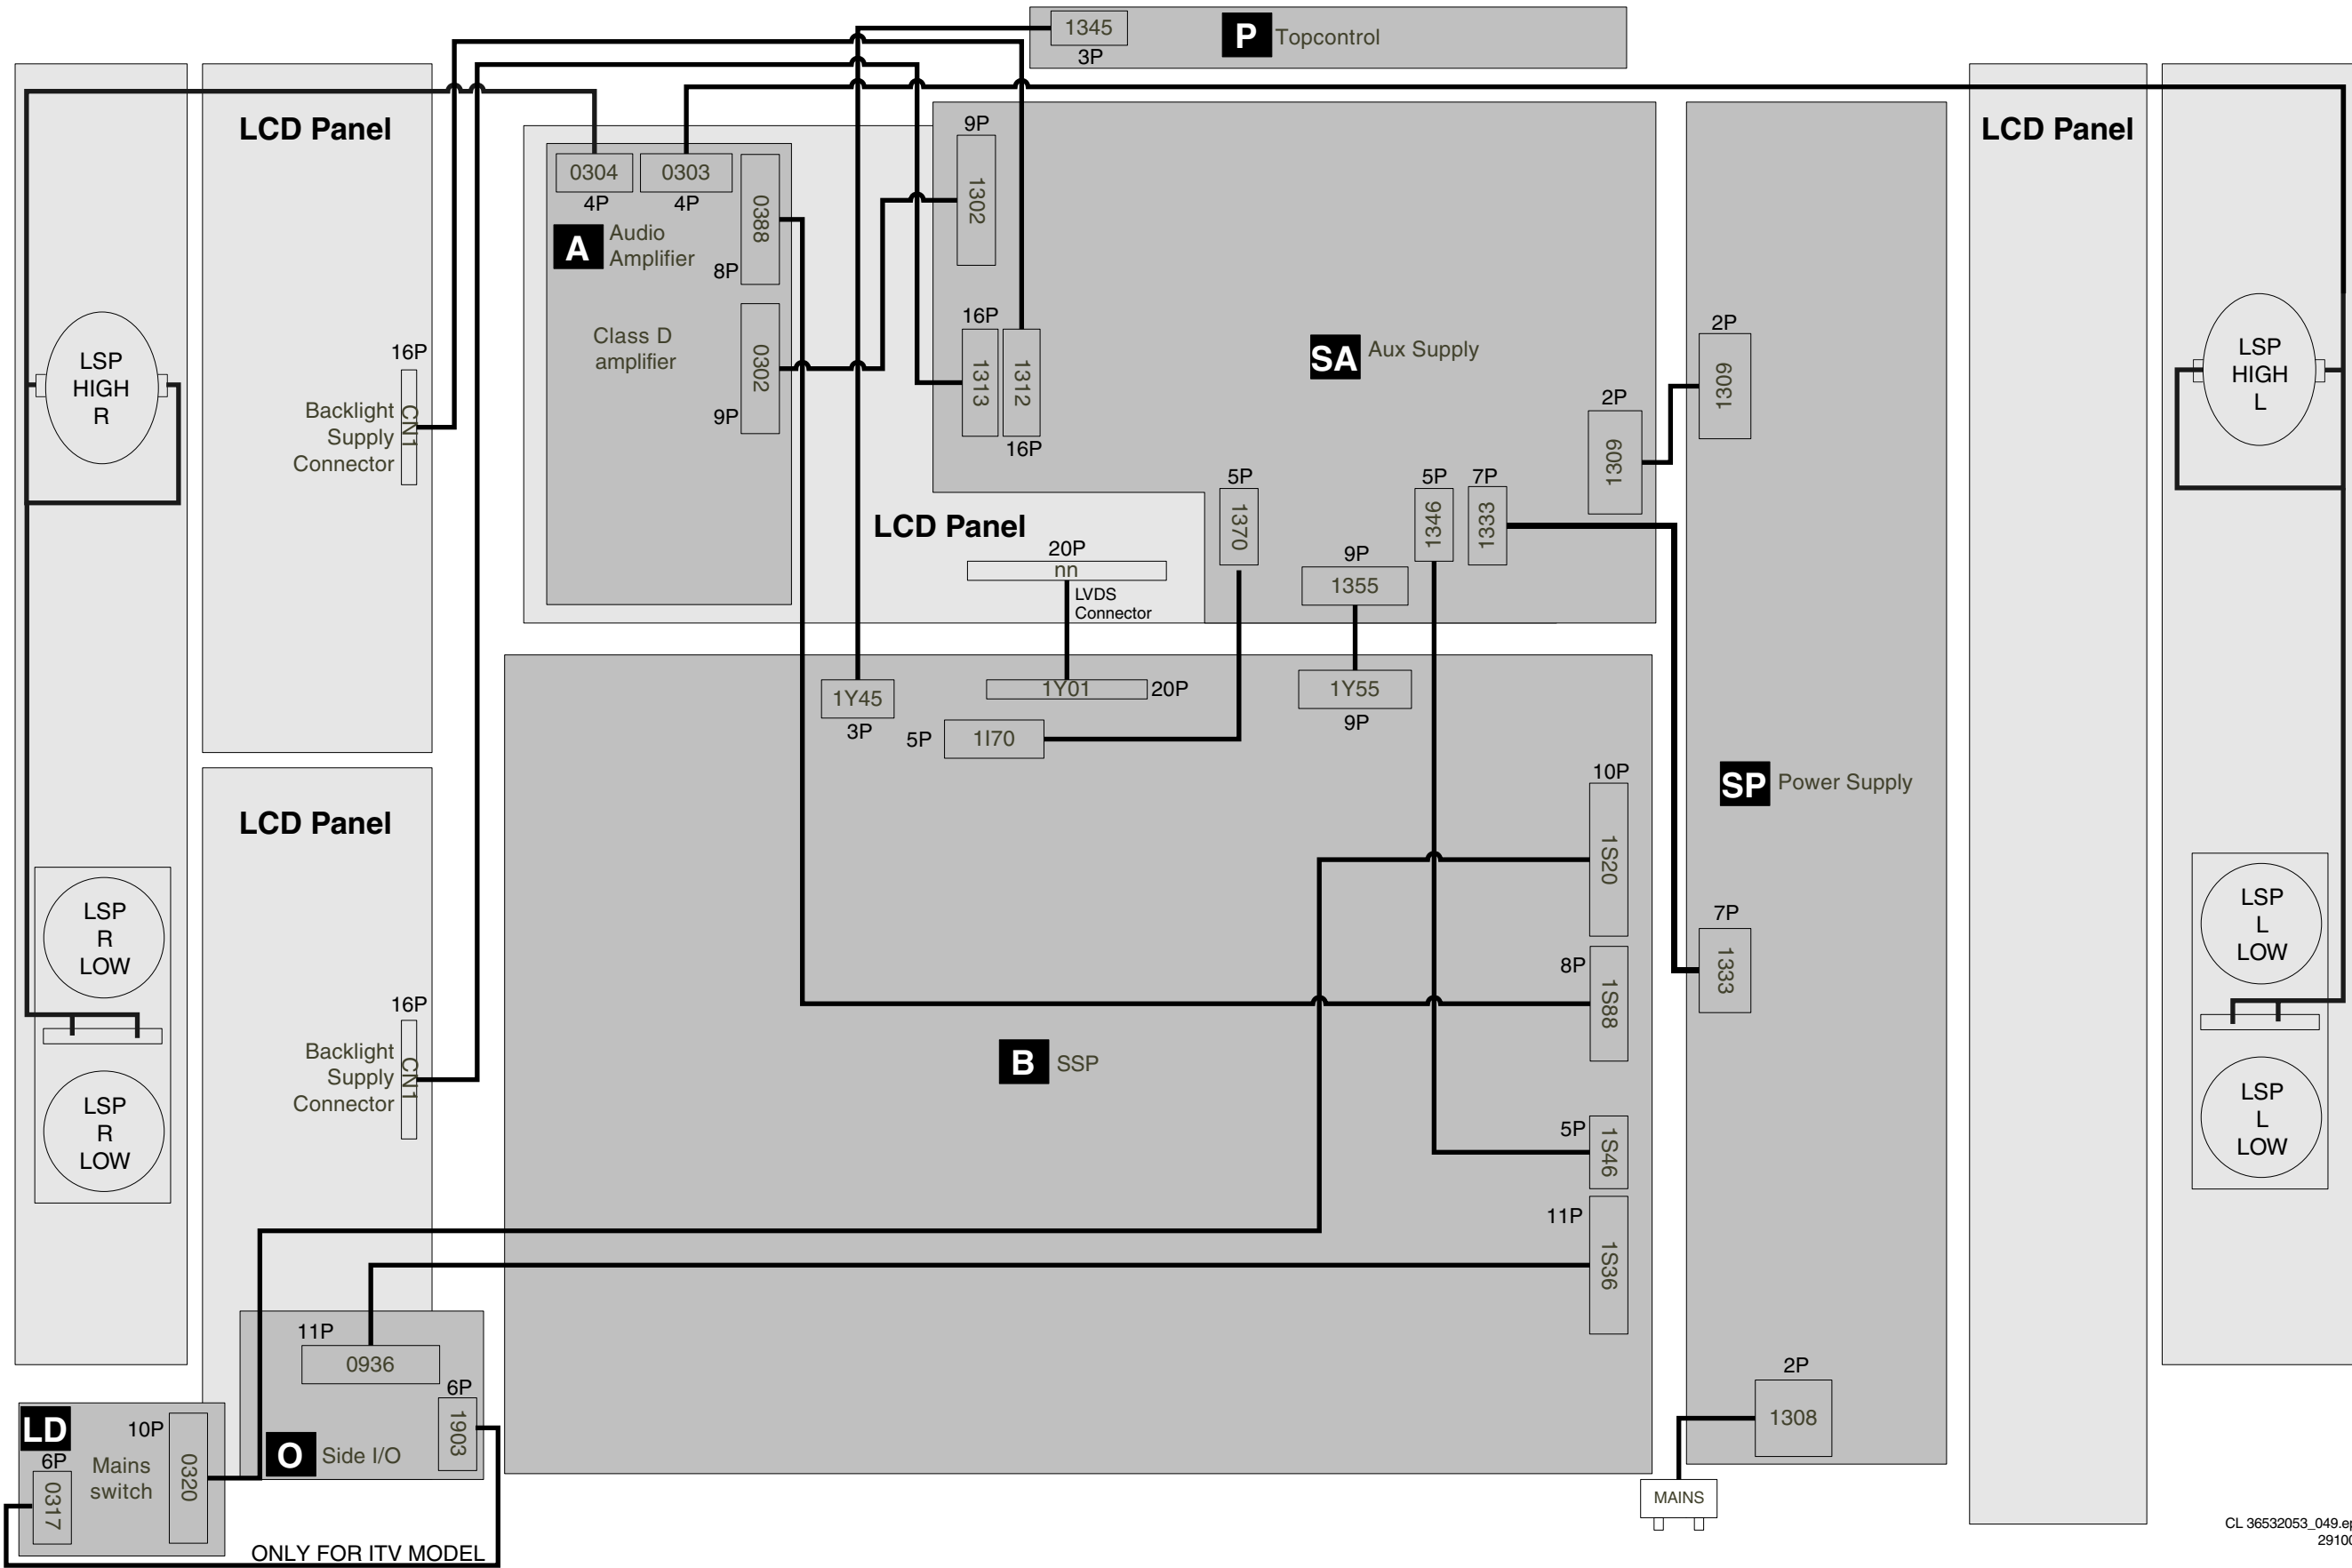 1345
3P
P
Topcontrol
LCD Panel
0304
4P
0303
4P
0388
8P
A
Audio
Amplifier
Class D
amplifier
0302
9P
9P
1302
16P
1313
1312
16P
SA
Aux Supply
2P
1309
2P
1309
LCD Panel
LSP
HIGH
R
16P
Backlight
Supply
Connector
CN1
LSP
HIGH
L
LCD Panel
20P
nn
LVDS
Connector
5P
1370
9P
1355
5P
1346
7P
1333
1Y45
3P
1Y01
20P
5P
1I70
1Y55
9P
10P
1S20
SP
Power Supply
7P
1333
LCD Panel
LSP
R
LOW
LSP
L
LOW
8P
1S88
16P
Backlight
Supply
Connector
CN1
B
SSP
LSP
R
LOW
LSP
L
LOW
5P
1S46
11P
1S36
11P
0936
6P
1903
O
Side I/O
LD
6P
0317
Mains
switch
10P
0320
ONLY FOR ITV MODEL
2P
1308
MAINS